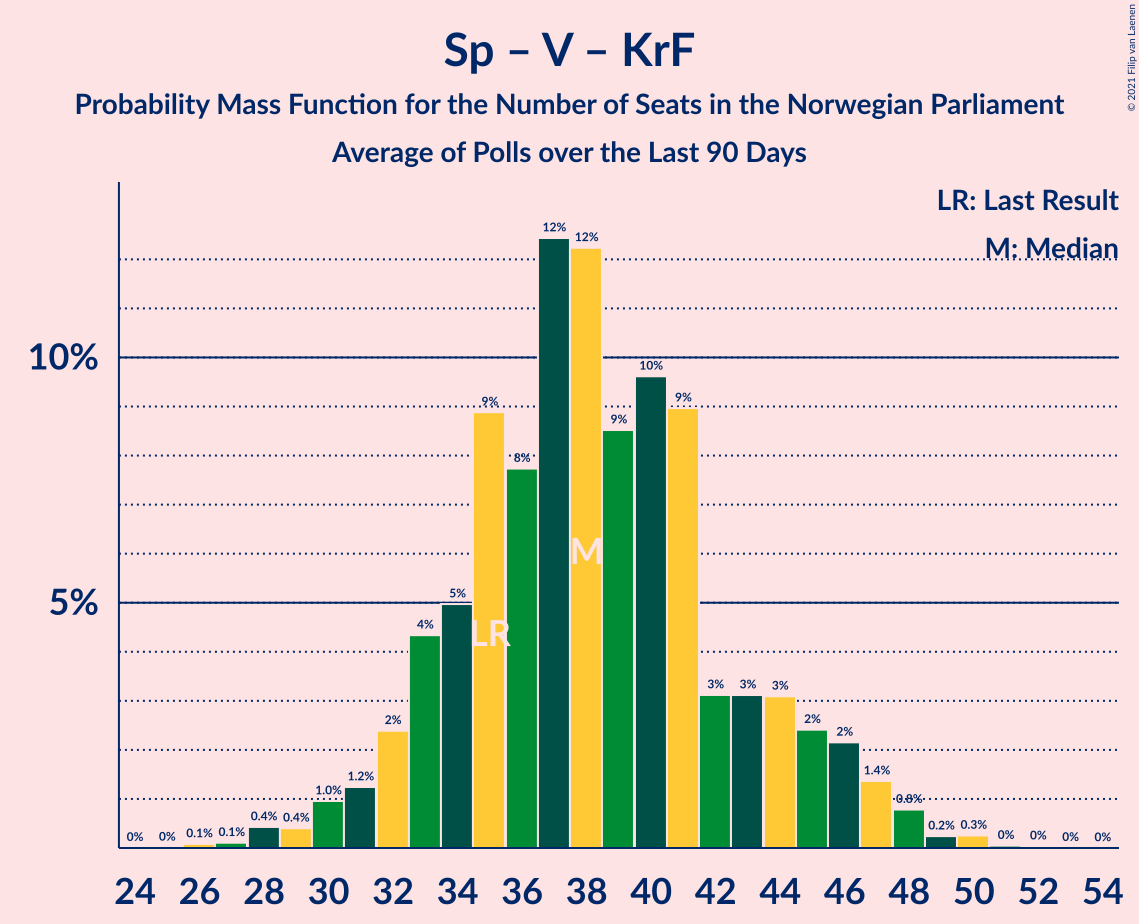 Sp – V – KrF
Probability Mass Function for the Number of Seats in the Norwegian Parliament
Average of Polls over the Last 90 Days
© 2021 Filip van Laenen
LR: Last Result
M: Median
10%
5%
0% 0% 0.1% 0.1% 0.4% 0.4% 1.0% 1.2% 2% 4% 5% 9% 8% 12% 12% 9% 10% 9% 3% 3% 3% 2% 2% 1.4% 0.8% 0.2% 0.3% 0% 0% 0% 0%
M
LR
24 26 28 30 32 34 36 38 40 42 44 46 48 50 52 54